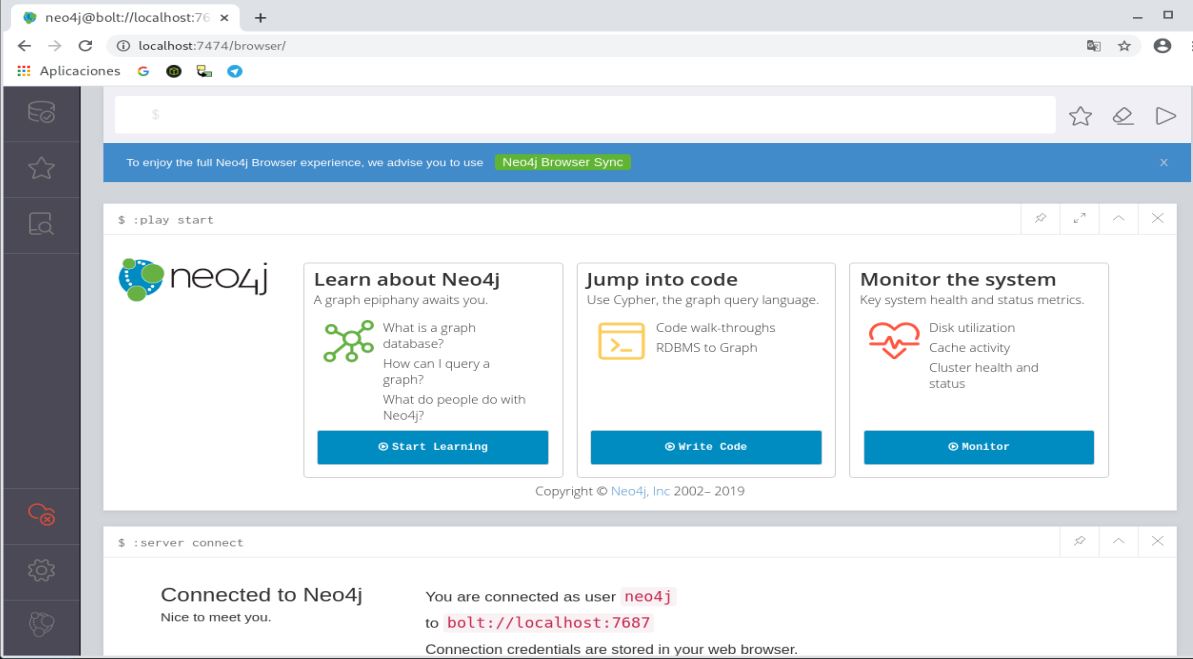 neo4j@bolt://localhost:76
localhost:7474/browser/
Aplicaciones
$
To enjoy the full Neo4j Browser experience, we advise you to use Neo4j Browser Sync
$ :play start
neo4j
Learn about Neo4j
A graph epiphany awaits you.
What is a graph
database?
How can I query a
graph?
What do people do with
Neo4j?
Start Learning
Jump into code
Use Cypher, the graph query language.
Code walk-throughs
RDBMS to Graph
Write Code
Monitor the system
Key system health and status metrics.
Disk utilization
Cache activity
Cluster health and
status
Monitor
Copyright © Neo4j, Inc 2002– 2019
$ :server connect
Connected to Neo4j
Nice to meet you.
You are connected as user neo4j
to bolt://localhost:7687
Connection credentials are stored in your web browser.